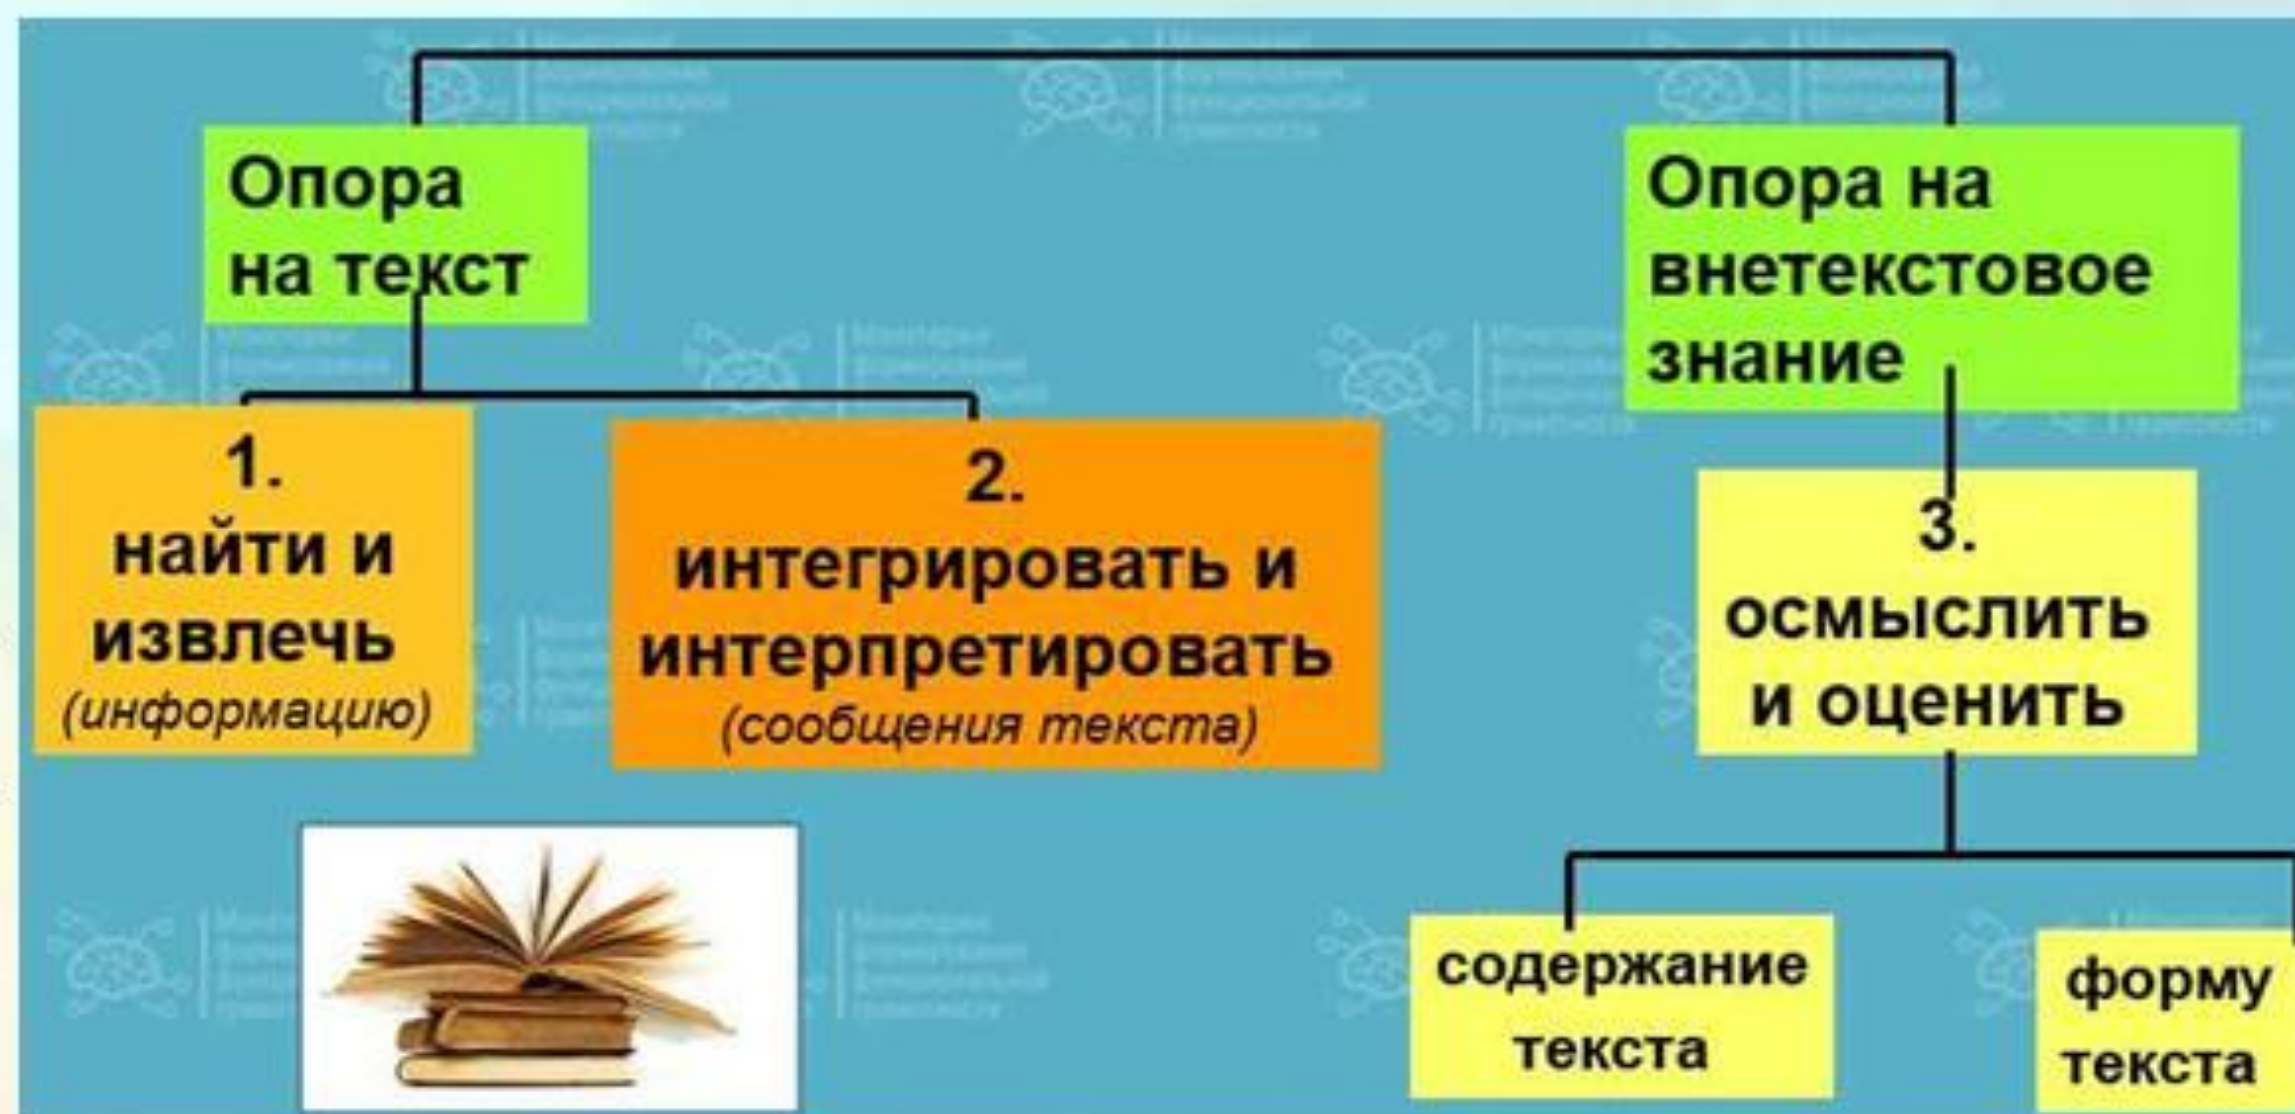 Опора
на текст
Опора на
внетекстовое
знание
1.
найти и
извлечь
(информацию)
2.
интегрировать и
интерпретировать
(сообщения текста)
3.
осмыслить
и оценить
содержание
текста
форму
текста